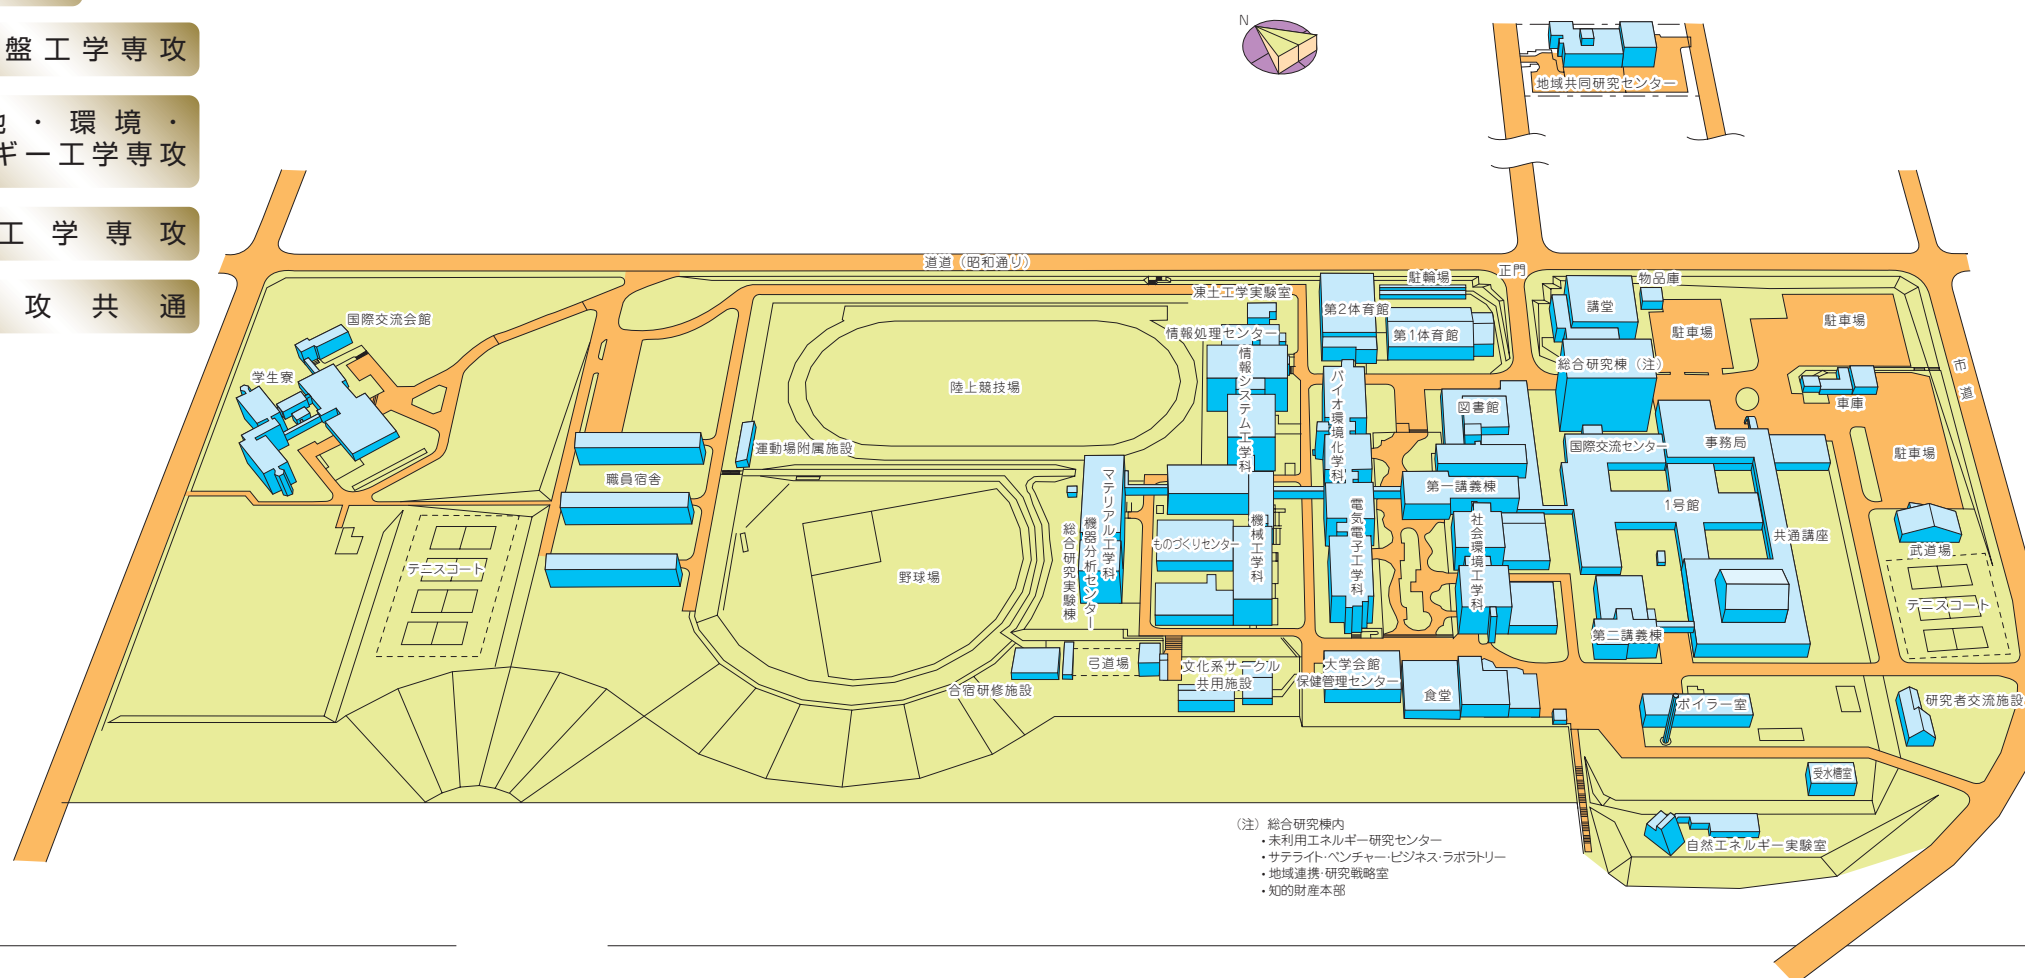 盤工学専攻
・環境・
ギー工学専攻
工学専攻
攻共通
N
地域共同研究センター
道道（昭和通り）
正門
駐輪場
物品庫
凍土工学実験室
第2体育館
講堂
国際交流会館
情報処理センター
第1体育館
駐車場
駐車場
学生寮
情報システム工学科
バイオ環境化学科
総合研究棟（注）
市道
陸上競技場
図書館
車庫
運動場附属施設
国際交流センター
事務局
駐車場
職員宿舎
マテリアル工学科
機器分析センター
総合研究実験棟
第一講義棟
1号館
電気電子工学科
社会環境工学科
機械工学科
ものづくりセンター
共通講座
武道場
テニスコート
野球場
テニスコート
第二講義棟
弓道場
文化系サークル
共用施設
大学会館
保健管理センター
食堂
合宿研修施設
ボイラー室
研究者交流施設
受水槽室
自然エネルギー実験室
（注）総合研究棟内
・未利用エネルギー研究センター
・サテライト・ベンチャー・ビジネス・ラボラトリー
・地域連携・研究戦略室
・知的財産本部